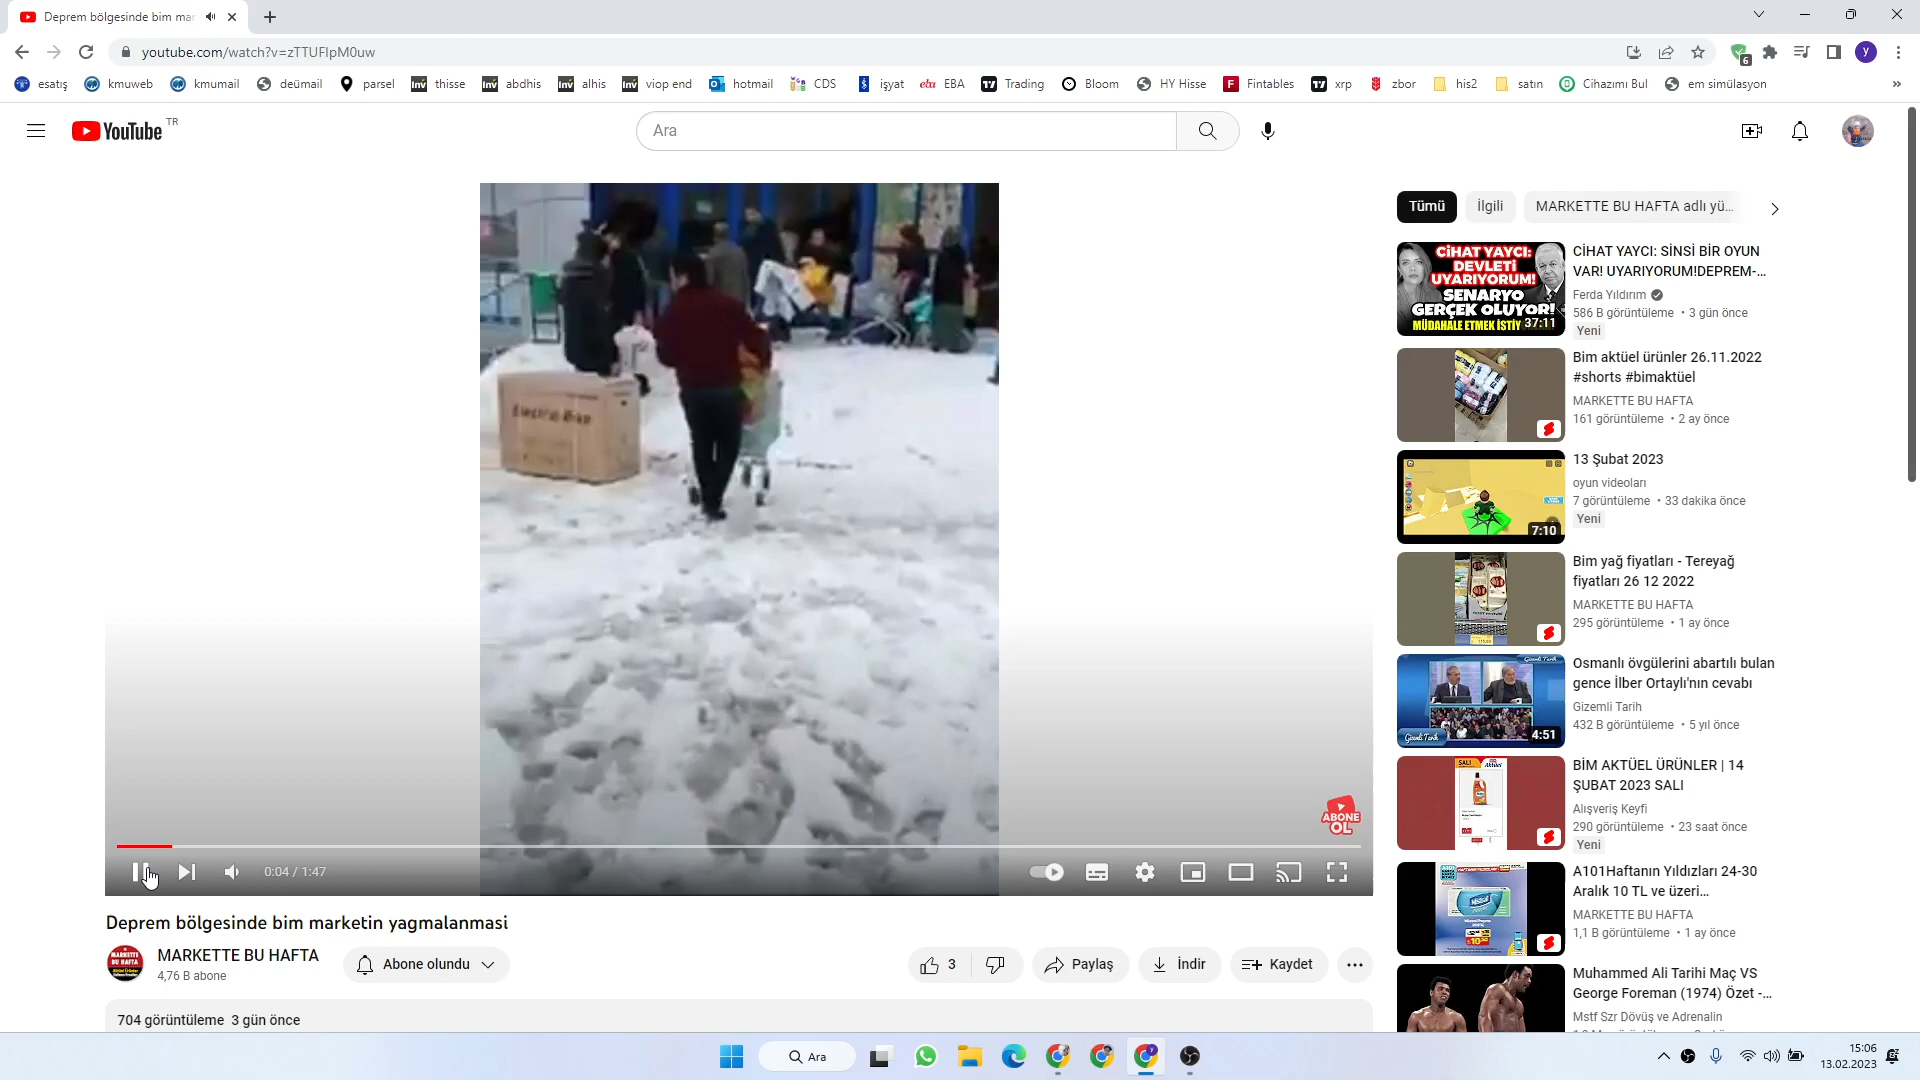 Deprem bölgesinde bim mar
youtube.com/watch?v=zTTUFlpM0uw
6
y
esatış
kmuweb
kmumail
deümail
parsel
thisse
abdhis
alhis
viop end
hotmail
CDS
işyat
EBA
Trading
Bloom
HY Hisse
Fintables
xrp
zbor
his2
satın
Cihazımı Bul
em simülasyon
»
YouTube TR
Ara
Electric Bike
ABONE
OL
0:04 / 1:47
Deprem bölgesinde bim marketin yagmalanmasi
MARKETTE BU HAFTA
4,76 B abone
Abone olundu
3
Paylaş
İndir
Kaydet
704 görüntüleme 3 gün önce
Tümü
İlgili
MARKETTE BU HAFTA adlı yü...
CİHAT YAYCI:
DEVLETİ
UYARIYORUM!
SENARYO
GERÇEK OLUYOR!
MÜDAHALE ETMEK İSTİY
37:11
CİHAT YAYCI: SİNSİ BİR OYUN
VAR! UYARIYORUM!DEPREM-...
Ferda Yıldırım
586 B görüntüleme • 3 gün önce
Yeni
Bim aktüel ürünler 26.11.2022
#shorts #bimaktüel
MARKETTE BU HAFTA
161 görüntüleme • 2 ay önce
7:10
13 Şubat 2023
oyun videoları
7 görüntüleme • 33 dakika önce
Yeni
Bim yağ fiyatları - Tereyağ
fiyatları 26 12 2022
MARKETTE BU HAFTA
295 görüntüleme • 1 ay önce
Gizemli Tarih
4:51
Osmanlı övgülerini abartılı bulan
gence İlber Ortaylı'nın cevabı
Gizemli Tarih
432 B görüntüleme • 5 yıl önce
SALI
Aktüel
BİM AKTÜEL ÜRÜNLER | 14
ŞUBAT 2023 SALI
Alışveriş Keyfi
290 görüntüleme • 23 saat önce
Yeni
A101Haftanın Yıldızları 24-30
Aralık 10 TL ve üzeri...
MARKETTE BU HAFTA
1,1 B görüntüleme • 1 ay önce
Muhammed Ali Tarihi Maç VS
George Foreman (1974) Özet -...
Mstf Szr Dövüş ve Adrenalin
Ara
15:06
13.02.2023